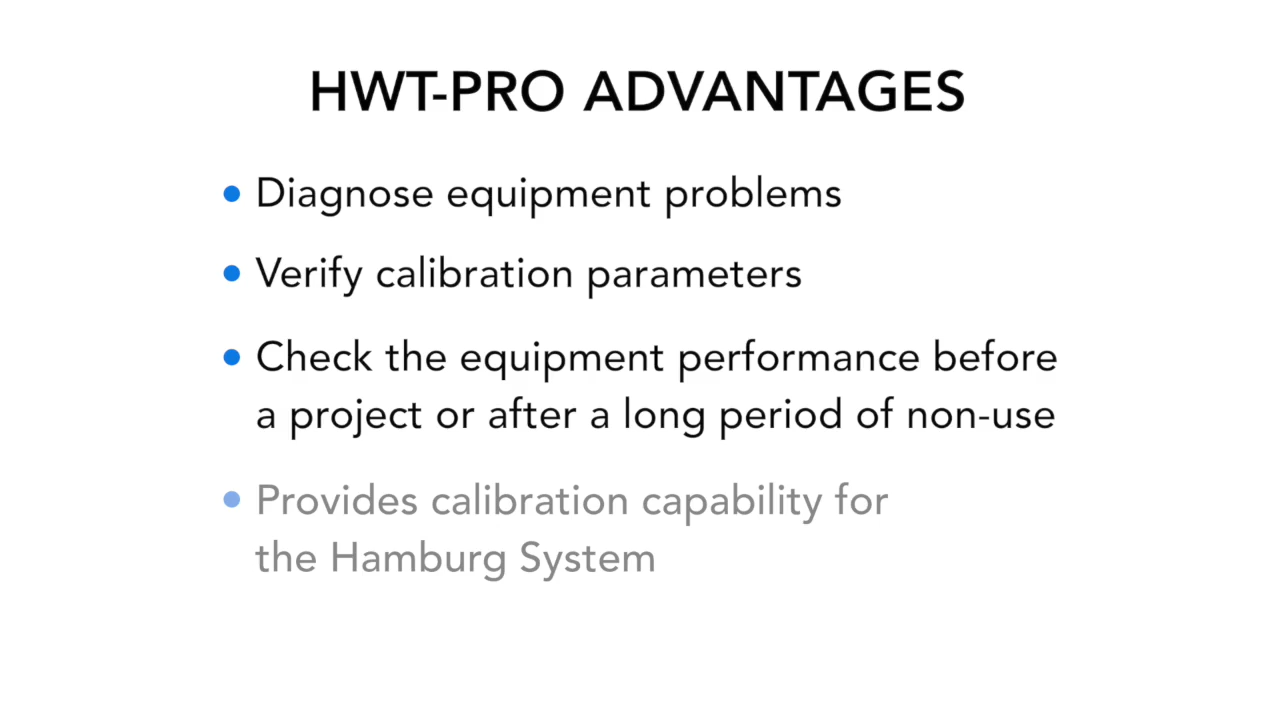 HWT-PRO ADVANTAGES
• Diagnose equipment problems
• Verify calibration parameters
• Check the equipment performance before
a project or after a long period of non-use
• Provides calibration capability for
the Hamburg System